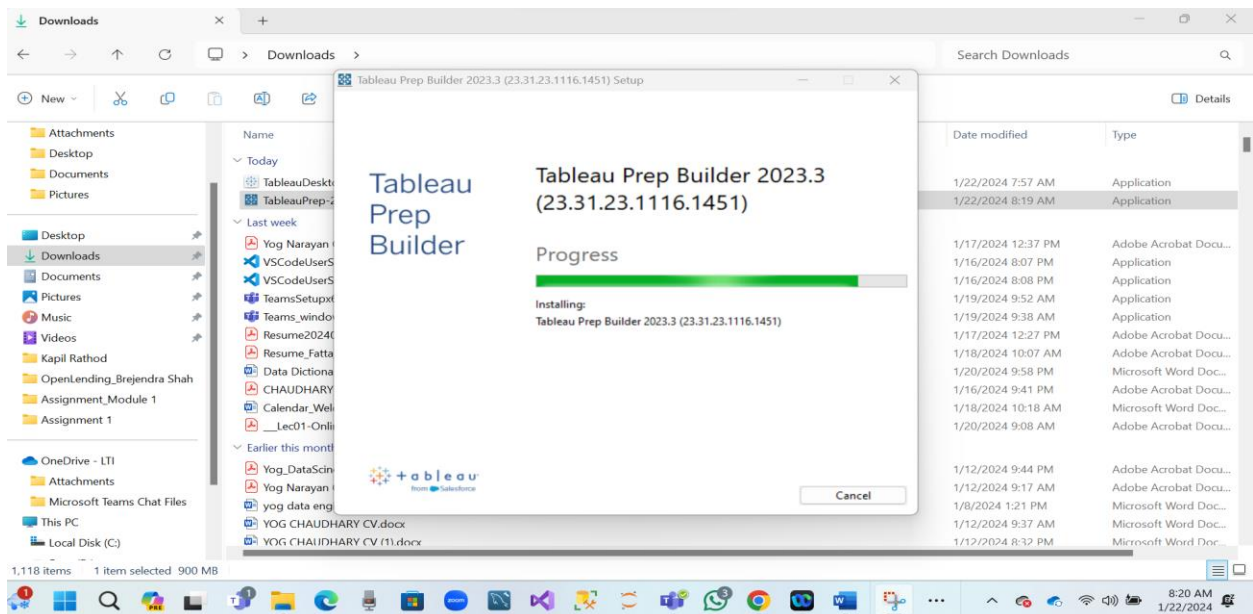 Downloads
Downloads
Search Downloads
New
Details
Attachments
Desktop
Documents
Pictures
Desktop
Downloads
Documents
Pictures
Music
Videos
Kapil Rathod
OpenLending_Brejendra Shah
Assignment_Module 1
Assignment 1
OneDrive - LTI
Attachments
Microsoft Teams Chat Files
This PC
Local Disk (C:)
Name Date modified Type
Today
TableauDeskto 1/22/2024 7:57 AM Application
TableauPrep-2 1/22/2024 8:19 AM Application
Last week
Yog Narayan 1/17/2024 12:37 PM Adobe Acrobat Docu...
VSCodeUserS 1/16/2024 8:07 PM Application
VSCodeUserS 1/16/2024 8:08 PM Application
TeamsSetupx6 1/19/2024 9:52 AM Application
Teams_windo 1/19/2024 9:38 AM Application
Resume2024 1/17/2024 12:27 PM Adobe Acrobat Docu...
Resume_Fatta 1/18/2024 10:07 AM Adobe Acrobat Docu...
Data Dictiona 1/20/2024 9:58 PM Microsoft Word Doc...
CHAUDHARY 1/16/2024 9:41 PM Adobe Acrobat Docu...
Calendar_Wel 1/18/2024 10:18 AM Microsoft Word Doc...
__Lec01-Onli 1/20/2024 9:08 AM Adobe Acrobat Docu...
Earlier this month
Yog_DataScin 1/12/2024 9:44 PM Adobe Acrobat Docu...
Yog Narayan 1/12/2024 9:17 AM Adobe Acrobat Docu...
yog data eng 1/8/2024 1:21 PM Microsoft Word Doc...
YOG CHAUDHARY CV.docx 1/12/2024 9:37 AM Microsoft Word Doc...
YOG CHAUDHARY CV (1).docx 1/12/2024 8:32 PM Microsoft Word Doc...
Tableau Prep Builder 2023.3 (23.31.23.1116.1451) Setup
Tableau
Prep
Builder
Tableau Prep Builder 2023.3
(23.31.23.1116.1451)
Progress
Installing:
Tableau Prep Builder 2023.3 (23.31.23.1116.1451)
+ableau
from Salesforce
Cancel
1,118 items 1 item selected 900 MB
8:20 AM
1/22/2024